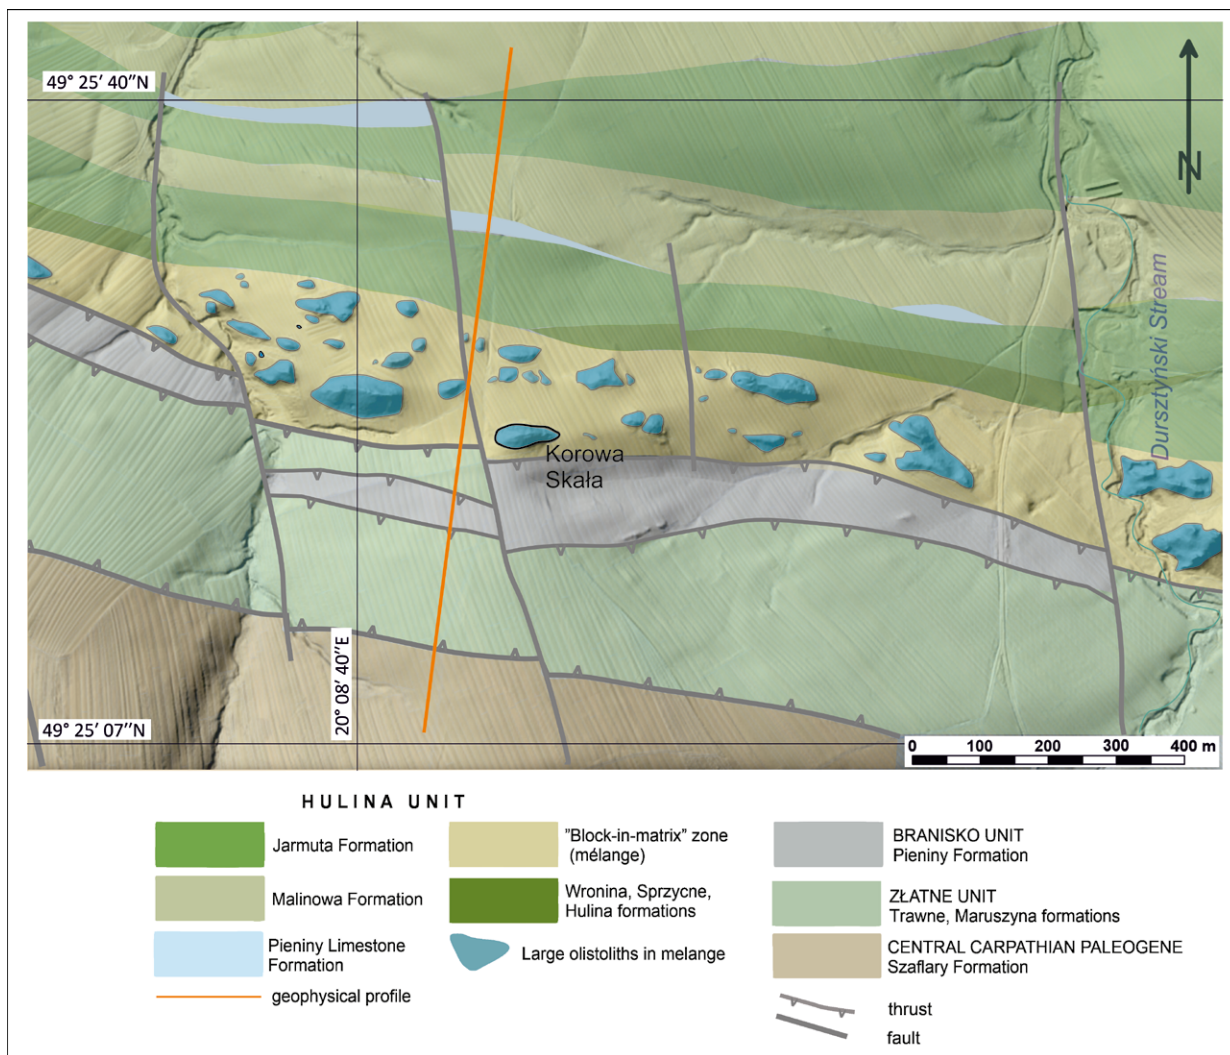 49° 25′ 40″N
N
Dursztyński Stream
Korowa
Skała
20° 08′ 40″E
49° 25′ 07″N
0 100 200 300 400 m
HULINA UNIT
Jarmuta Formation
Malinowa Formation
Pieniny Limestone
Formation
geophysical profile
”Block-in-matrix” zone
(mélange)
Wronina, Sprzycne,
Hulina formations
Large olistoliths in melange
BRANISKO UNIT
Pieniny Formation
ZŁATNE UNIT
Trawne, Maruszyna formations
CENTRAL CARPATHIAN PALEOGENE
Szaflary Formation
thrust
fault